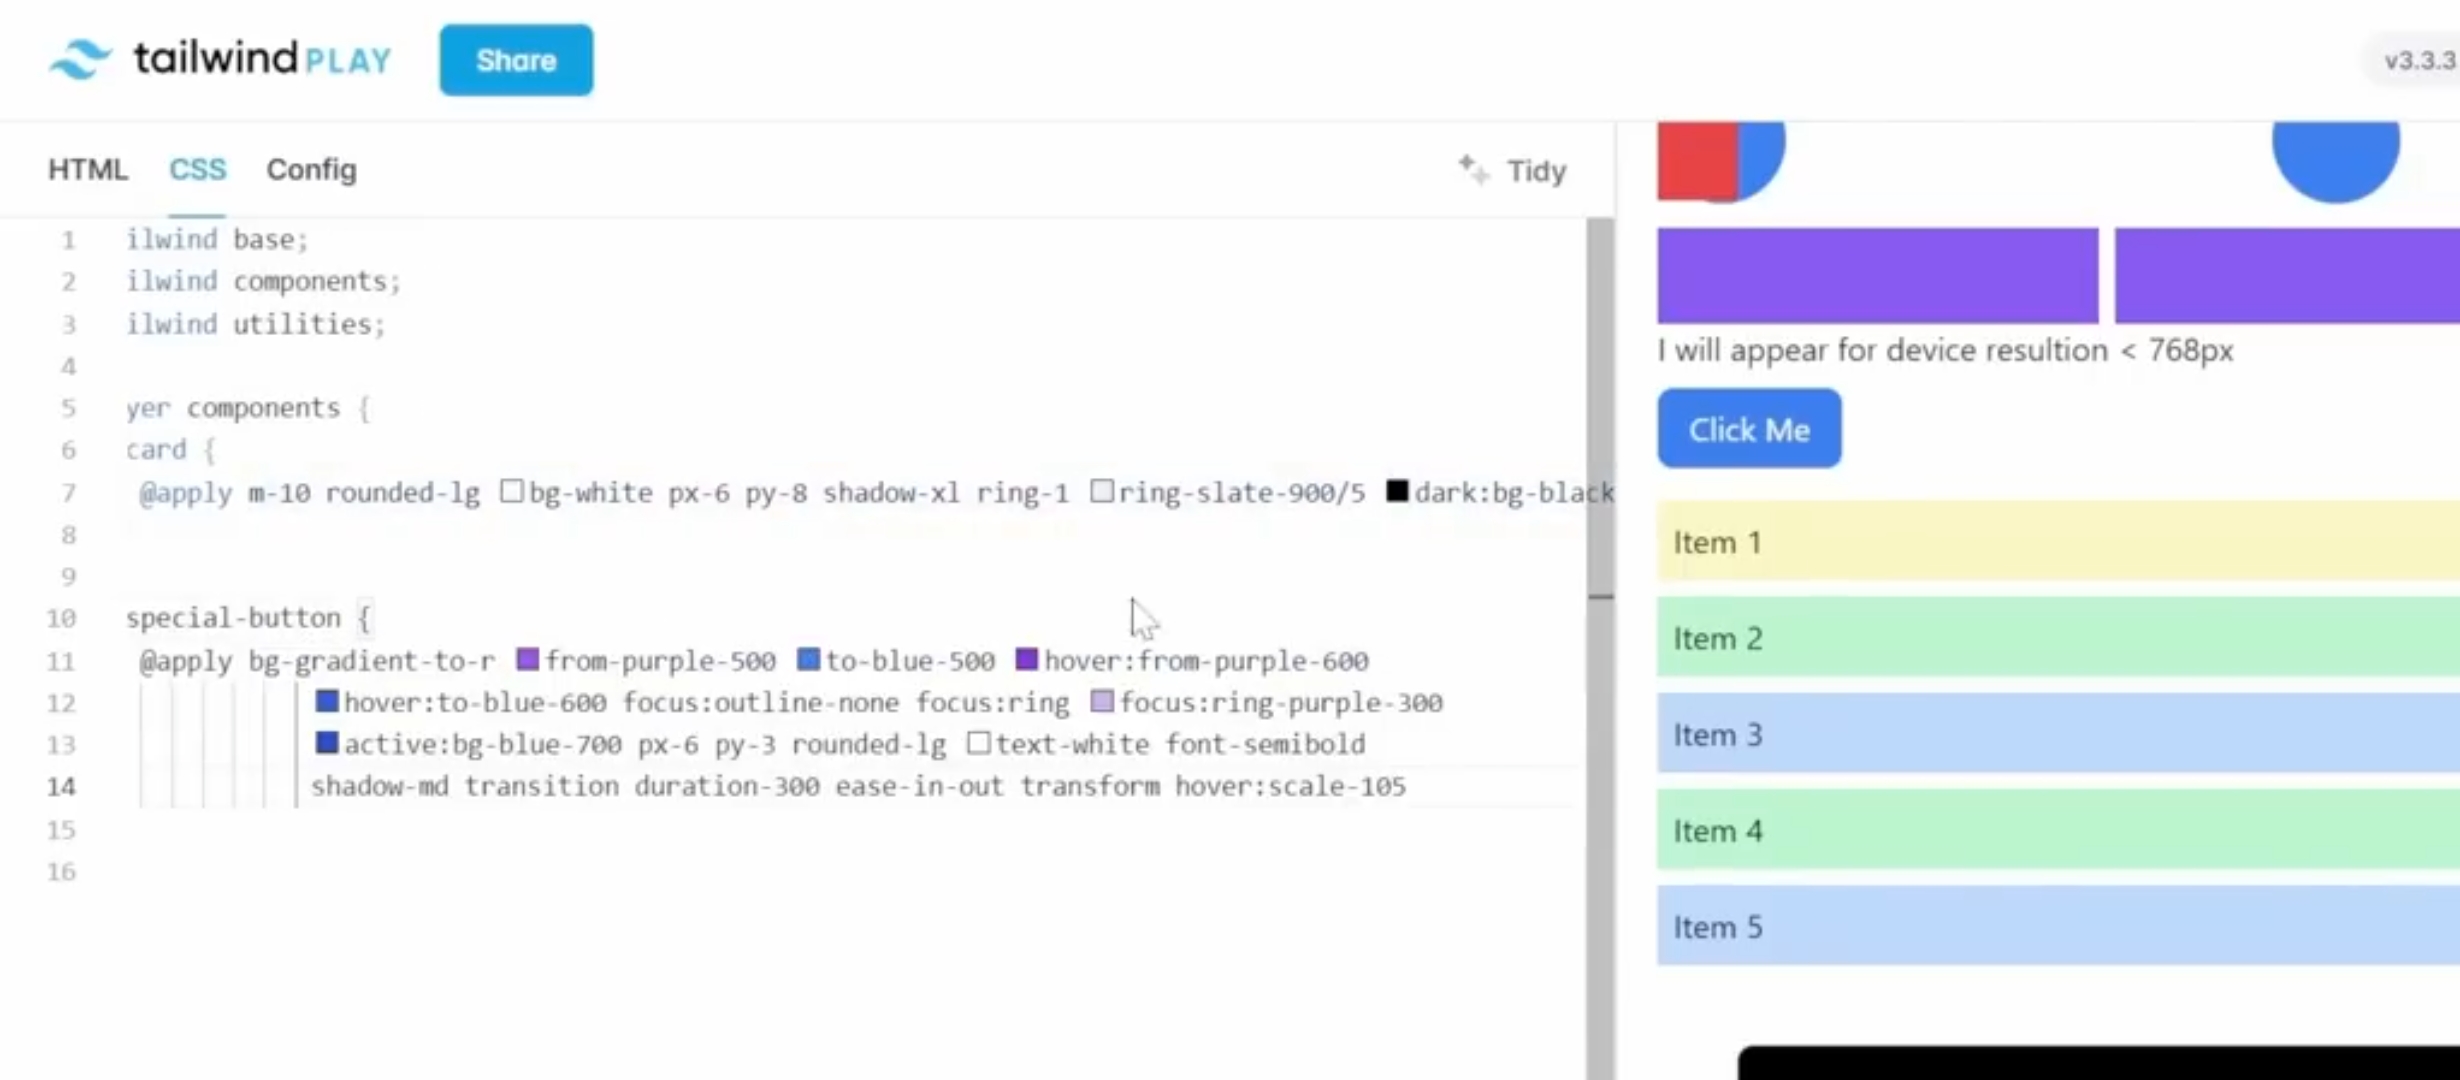 tailwind PLAY
Share
v3.3.3
HTML CSS Config
Tidy
1 ilwind base;
2 ilwind components;
3 ilwind utilities;
4
5 yer components {
6 card {
7 @apply m-10 rounded-lg bg-white px-6 py-8 shadow-xl ring-1 ring-slate-900/5 dark:bg-black
8
9
10 special-button {
11 @apply bg-gradient-to-r from-purple-500 to-blue-500 hover:from-purple-600
12 hover:to-blue-600 focus:outline-none focus:ring focus:ring-purple-300
13 active:bg-blue-700 px-6 py-3 rounded-lg text-white font-semibold
14 shadow-md transition duration-300 ease-in-out transform hover:scale-105
15
16
I will appear for device resultion < 768px
Click Me
Item 1
Item 2
Item 3
Item 4
Item 5